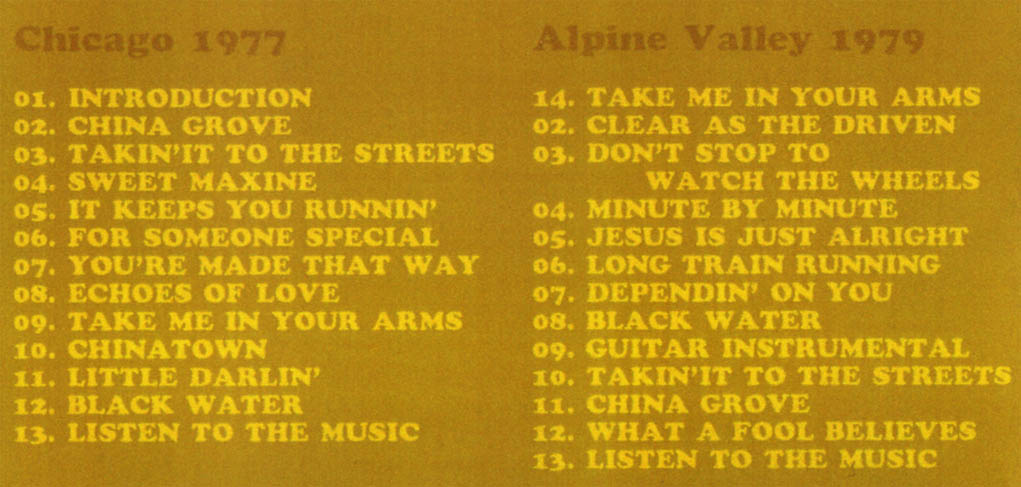 Chicago 1977
01. INTRODUCTION
02. CHINA GROVE
03. TAKIN'IT TO THE STREETS
04. SWEET MAXINE
05. IT KEEPS YOU RUNNIN'
06. FOR SOMEONE SPECIAL
07. YOU'RE MADE THAT WAY
08. ECHOES OF LOVE
09. TAKE ME IN YOUR ARMS
10. CHINATOWN
11. LITTLE DARLIN'
12. BLACK WATER
13. LISTEN TO THE MUSIC
Alpine Valley 1979
14. TAKE ME IN YOUR ARMS
02. CLEAR AS THE DRIVEN
03. DON'T STOP TO
WATCH THE WHEELS
04. MINUTE BY MINUTE
05. JESUS IS JUST ALRIGHT
06. LONG TRAIN RUNNING
07. DEPENDIN' ON YOU
08. BLACK WATER
09. GUITAR INSTRUMENTAL
10. TAKIN'IT TO THE STREETS
11. CHINA GROVE
12. WHAT A FOOL BELIEVES
13. LISTEN TO THE MUSIC